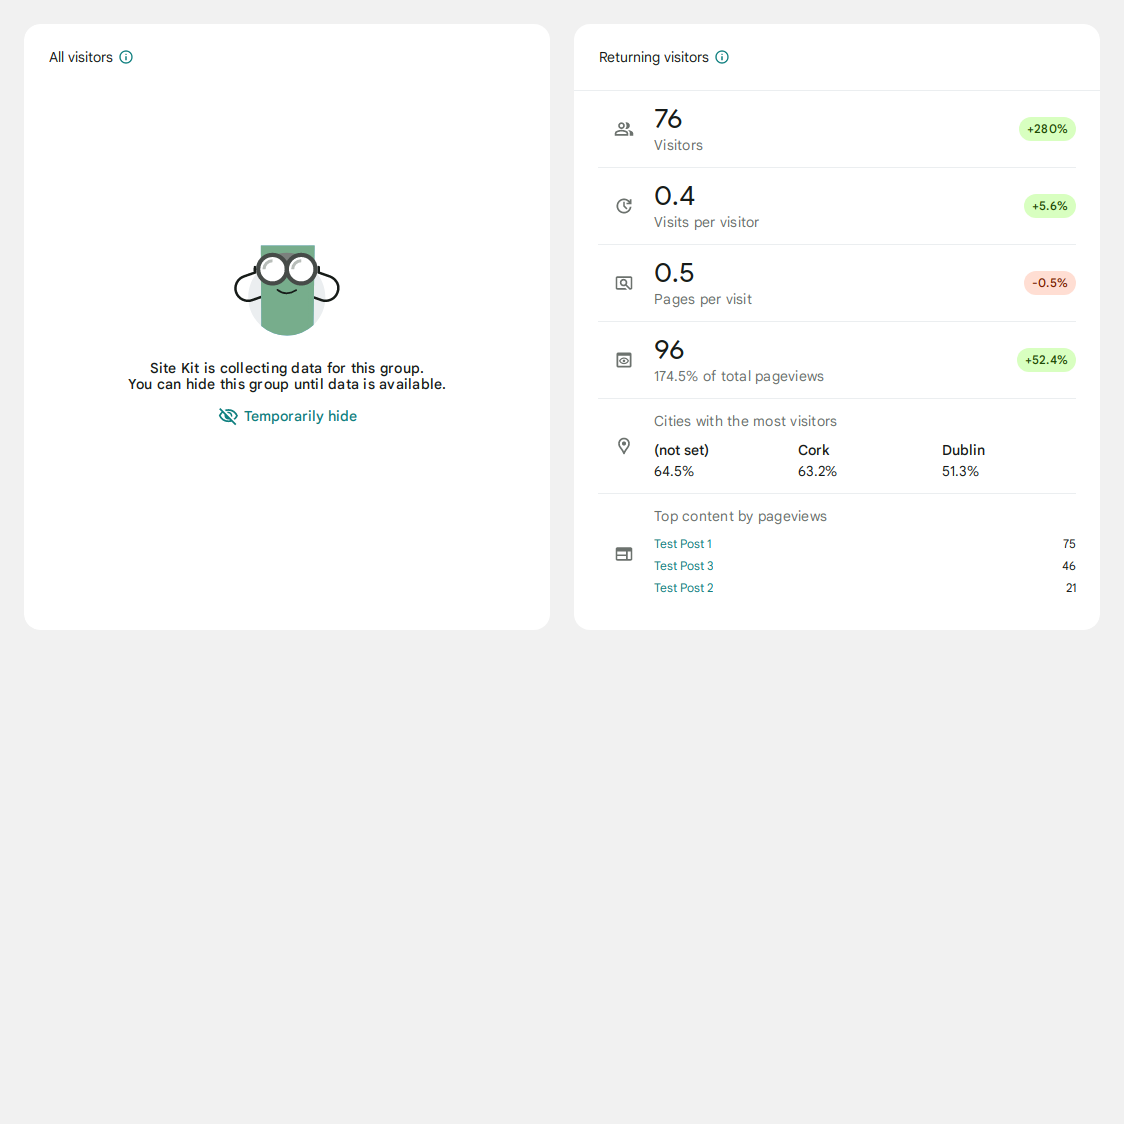 All visitors
Site Kit is collecting data for this group.
You can hide this group until data is available.
Temporarily hide
Returning visitors
76
Visitors
+280%
0.4
Visits per visitor
+5.6%
0.5
Pages per visit
-0.5%
96
174.5% of total pageviews
+52.4%
Cities with the most visitors
(not set) Cork Dublin
64.5% 63.2% 51.3%
Top content by pageviews
Test Post 1 75
Test Post 3 46
Test Post 2 21